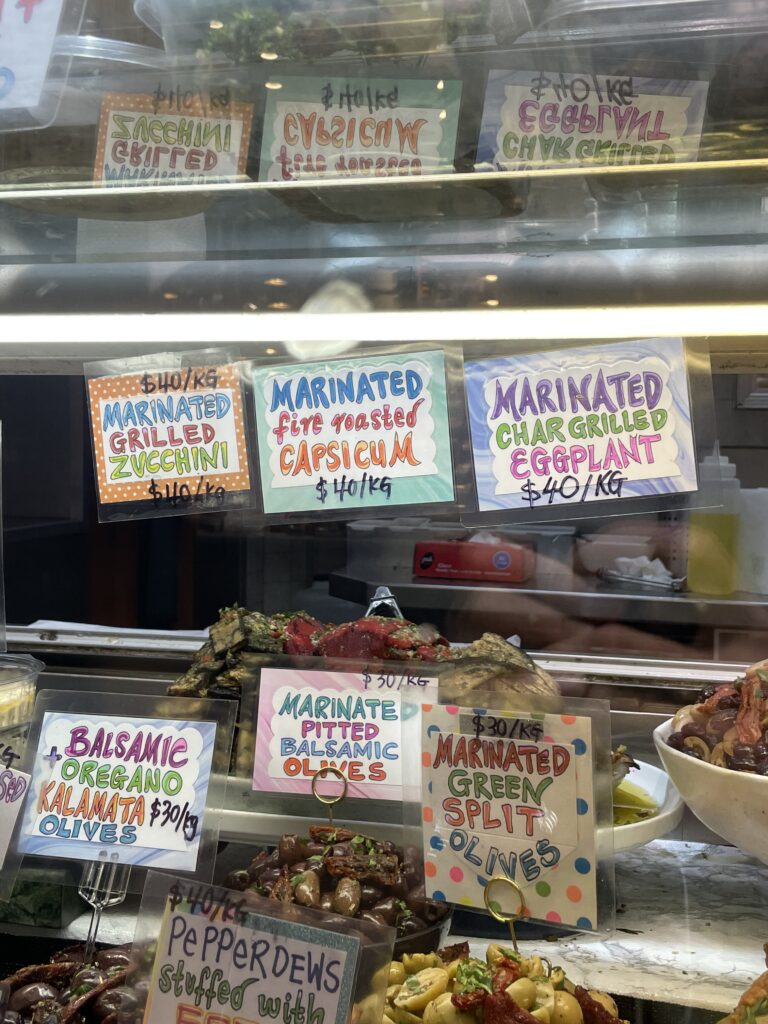 $40/KG
MARINATED
GRILLED
ZUCCHINI
$40/KG
MARINATED
fire roasted
CAPSICUM
$40/KG
MARINATED
CHAR GRILLED
EGGPLANT
$40/KG
$30/KG
MARINATE
PITTED
BALSAMIC
OLIVES
BALSAMIC
+ OREGANO
KALAMATA
OLIVES
$30/kg
$30/KG
MARINATED
GREEN
SPLIT
OLIVES
$40/KG
PEPPERDEWS
stuffed with